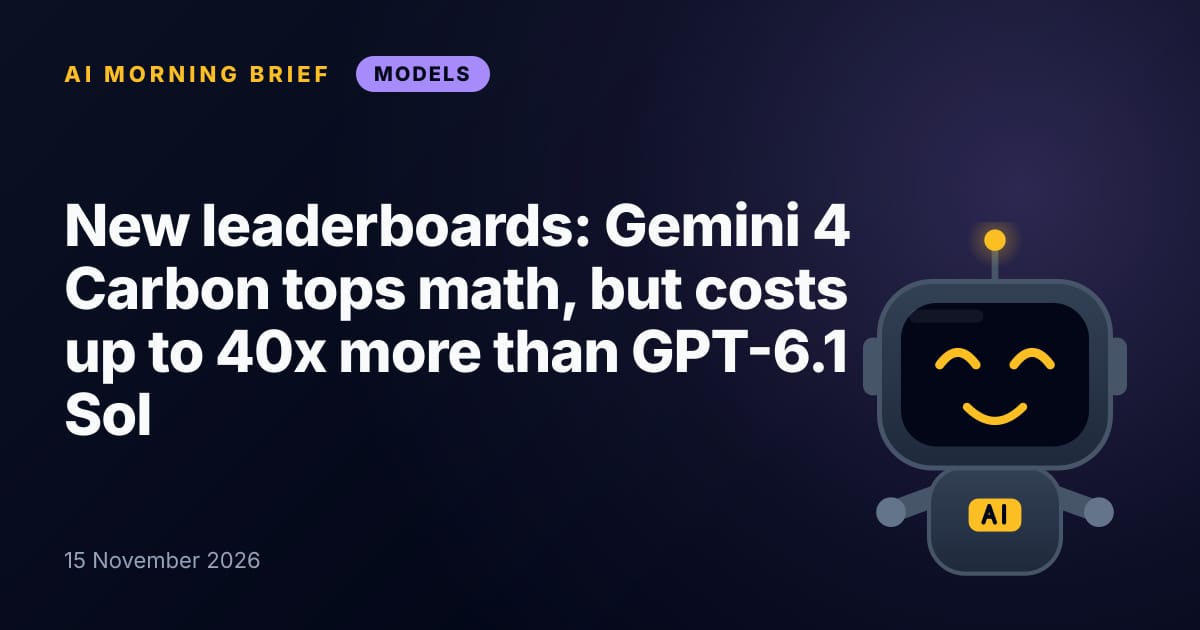 AI MORNING BRIEF
MODELS
New leaderboards: Gemini 4
Carbon tops math, but costs
up to 40x more than GPT-6.1
Sol
AI
15 November 2026